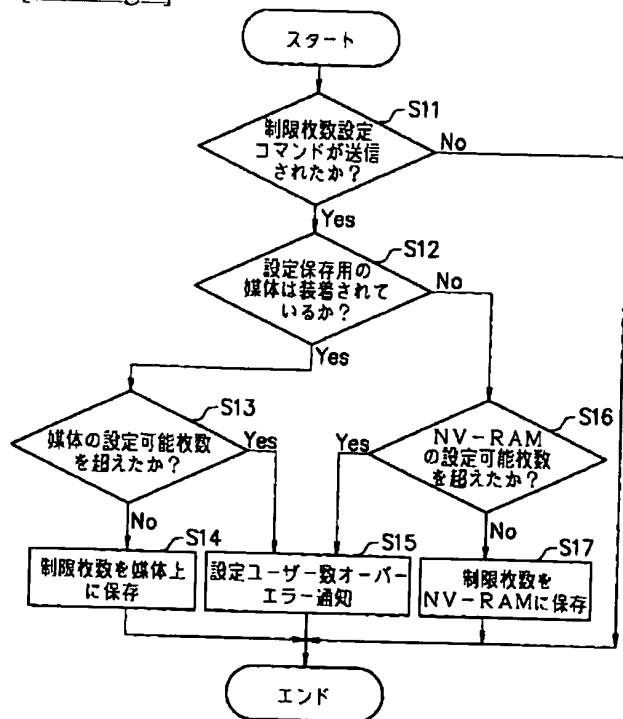 スタート
S11
制限枚数設定
コマンドが送信
されたか？
No
Yes
S12
設定保存用の
媒体は装着されて
いるか？
No
Yes
S13
媒体の設定可能枚数
を超えたか？
Yes
No
S16
NV-RAM
の設定可能枚数
を超えたか？
Yes
No
S14
制限枚数を媒体上
に保存
S15
設定ユーザー数オーバー
エラー通知
S17
制限枚数を
NV-RAMに保存
エンド